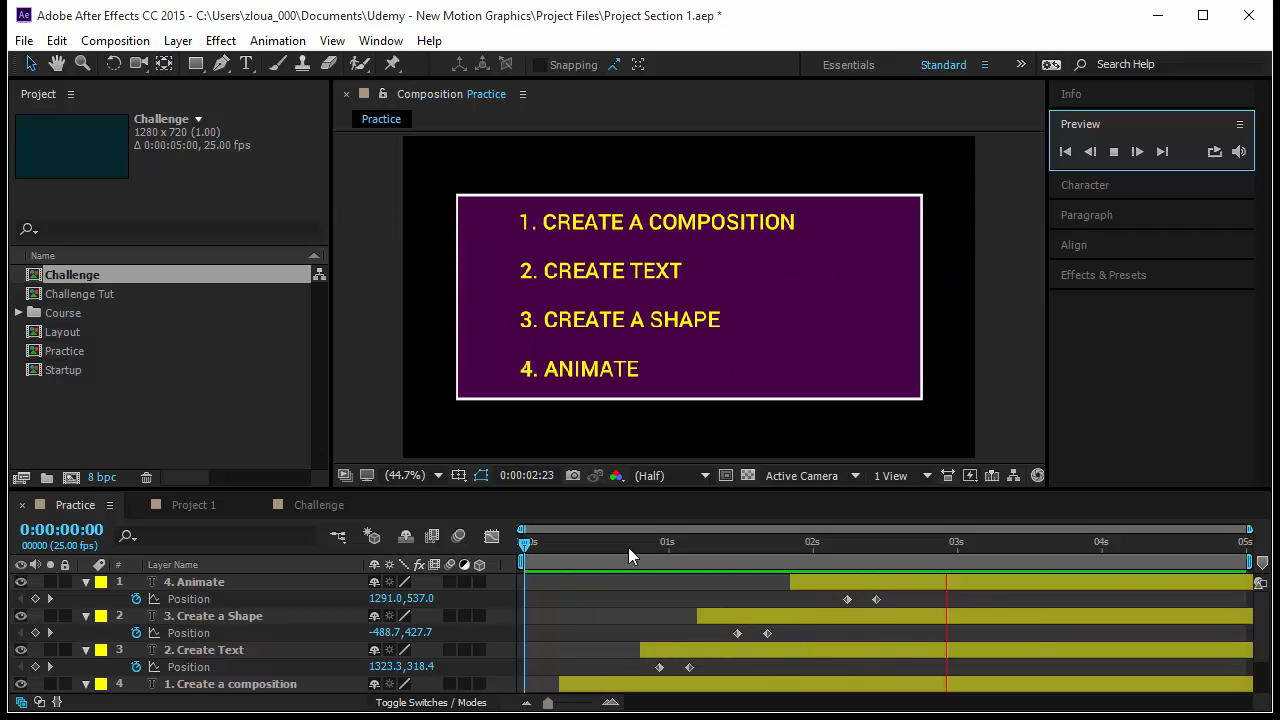 Ae Adobe After Effects CC 2015 - C:\Users\zloua_000\Documents\Udemy - New Motion Graphics\Project Files\Project Section 1.aep *
File Edit Composition Layer Effect Animation View Window Help
Snapping Essentials Standard Search Help
Project
Challenge
1280 x 720 (1.00)
Δ 0:00:05:00, 25.00 fps
Name
Challenge
Challenge Tut
Course
Layout
Practice
Startup
8 bpc
Composition Practice
Practice
1. CREATE A COMPOSITION
2. CREATE TEXT
3. CREATE A SHAPE
4. ANIMATE
(44.7%) 0:00:02:23 (Half) Active Camera 1 View
Info
Preview
Character
Paragraph
Align
Effects & Presets
Practice Project 1 Challenge
0:00:00:00
00000 (25.00 fps)
01s 02s 03s 04s 05s
# Layer Name fx
1 T 4. Animate
Position 1291.0,537.0
2 T 3. Create a Shape
Position -488.7,427.7
3 T 2. Create Text
Position 1323.3,318.4
4 T 1. Create a composition
Toggle Switches / Modes